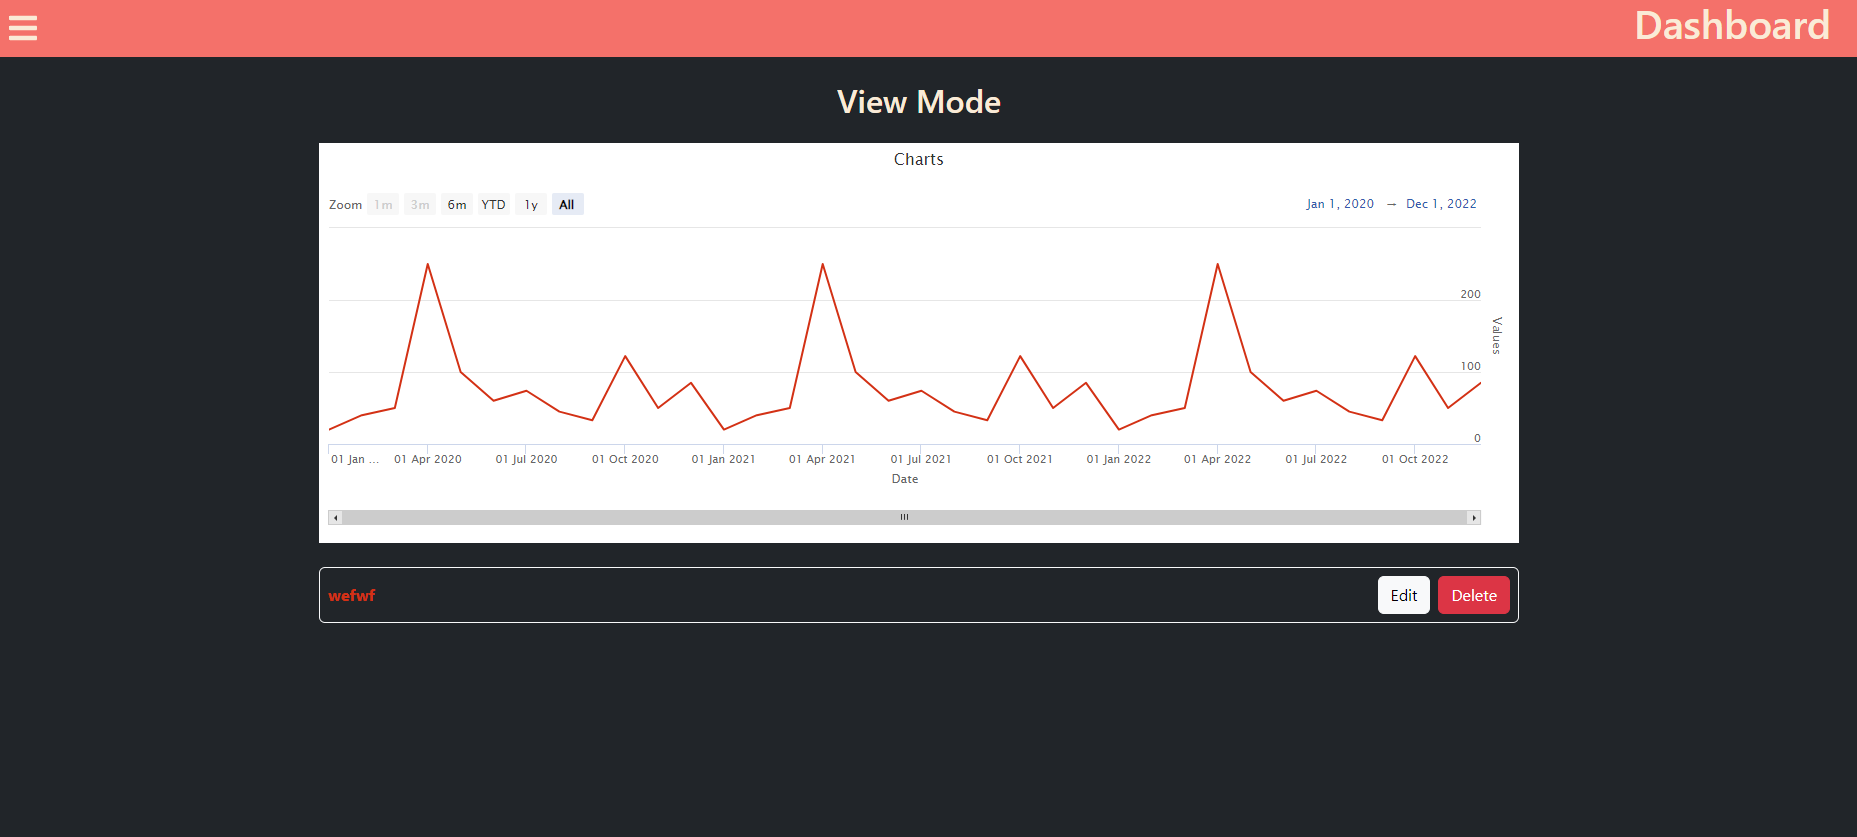 Dashboard
View Mode
Charts
Zoom 1m 3m 6m YTD 1y All Jan 1, 2020 → Dec 1, 2022
200
Values
100
0
01 Jan ... 01 Apr 2020 01 Jul 2020 01 Oct 2020 01 Jan 2021 01 Apr 2021 01 Jul 2021 01 Oct 2021 01 Jan 2022 01 Apr 2022 01 Jul 2022 01 Oct 2022
Date
wefwf Edit Delete